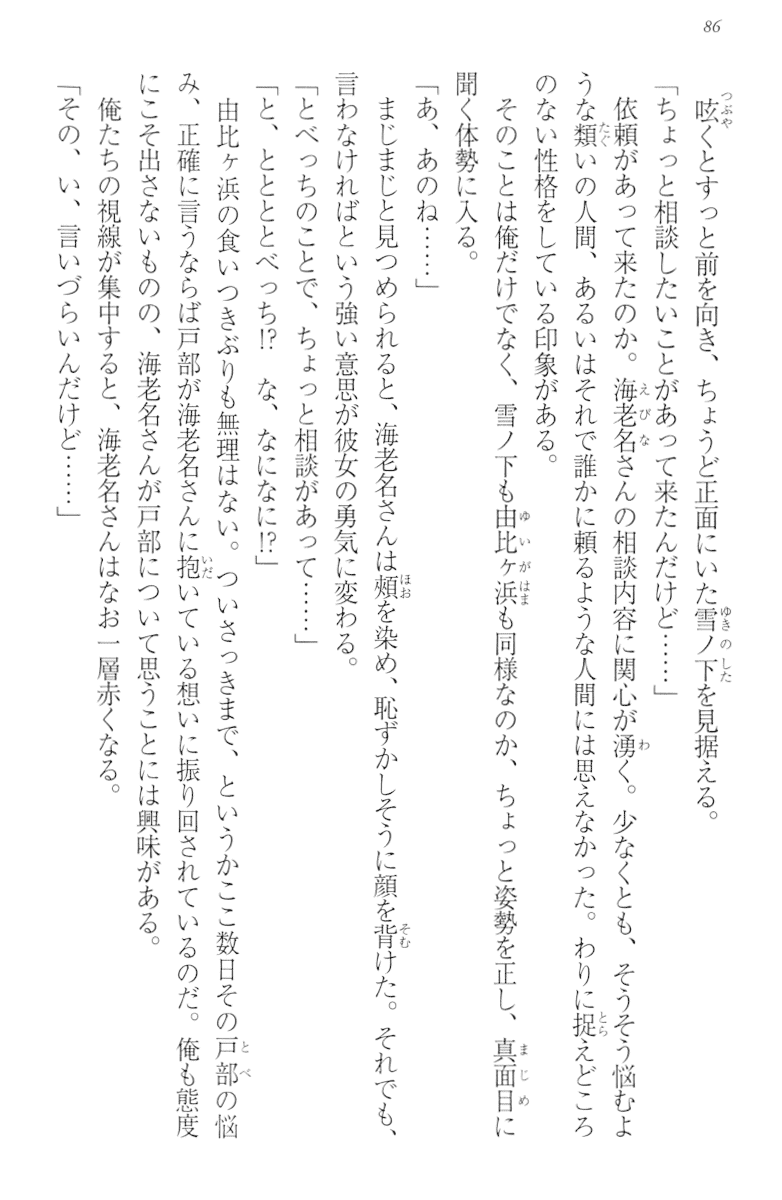 86
呟くとすっと前を向き、ちょうど正面にいた雪ノ下を見据える。
「ちょっと相談したいことがあって来たんだけど……」
依頼があって来たのか。海老名さんの相談内容に関心が湧く。少なくとも、そうそう悩むよ
うな類いの人間、あるいはそれで誰かに頼るような人間には思えなかった。わりに捉えどころ
のない性格をしている印象がある。
そのことは俺だけでなく、雪ノ下も由比ヶ浜も同様なのか、ちょっと姿勢を正し、真面目に
聞く体勢に入る。
「あ、あのね……」
まじまじと見つめられると、海老名さんは頰を染め、恥ずかしそうに顔を背けた。それでも、
言わなければという強い意思が彼女の勇気に変わる。
「とべっちのことで、ちょっと相談があって……」
「と、とととべっち!?　な、なになに!?」
由比ヶ浜の食いつきぶりも無理はない。ついさっきまで、というかここ数日その戸部の悩
み、正確に言うならば戸部が海老名さんに抱いている想いに振り回されているのだ。俺も態度
にこそ出さないものの、海老名さんが戸部について思うことには興味がある。
俺たちの視線が集中すると、海老名さんはなお一層赤くなる。
「その、い、言いづらいんだけど……」